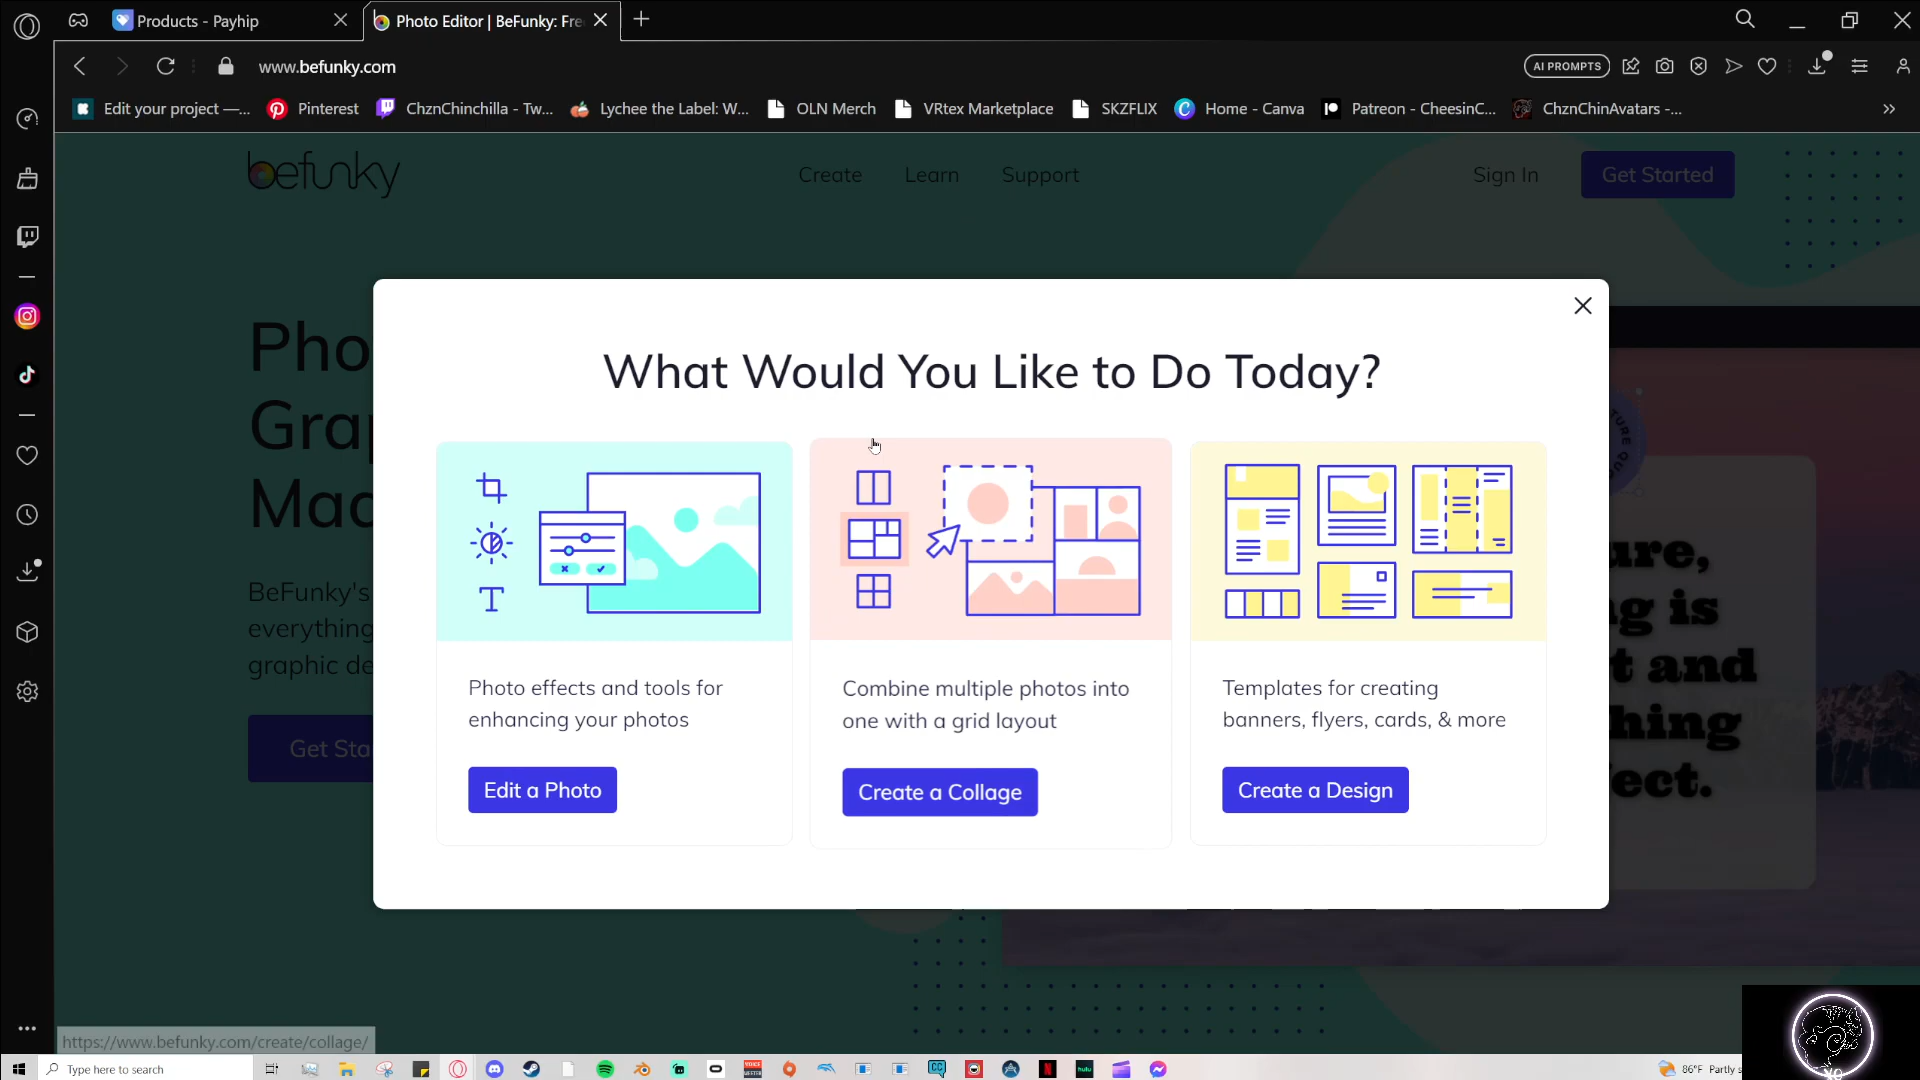 Products - Payhip
Photo Editor | BeFunky: Fre
www.befunky.com
AI PROMPTS
Edit your project —...
Pinterest
ChznChinchilla - Tw...
Lychee the Label: W...
OLN Merch
VRtex Marketplace
SKZFLIX
Home - Canva
Patreon - CheesinC...
ChznChinAvatars -...
befunky
Create
Learn
Support
Sign In
Get Started
What Would You Like to Do Today?
Photo effects and tools for
enhancing your photos
Edit a Photo
Combine multiple photos into
one with a grid layout
Create a Collage
Templates for creating
banners, flyers, cards, & more
Create a Design
Pho
Gra
Mac
BeFunky's
everything
graphic de
Get Sta
ure,
g is
t and
hing
ect.
https://www.befunky.com/create/collage/
Type here to search
86°F Partly s